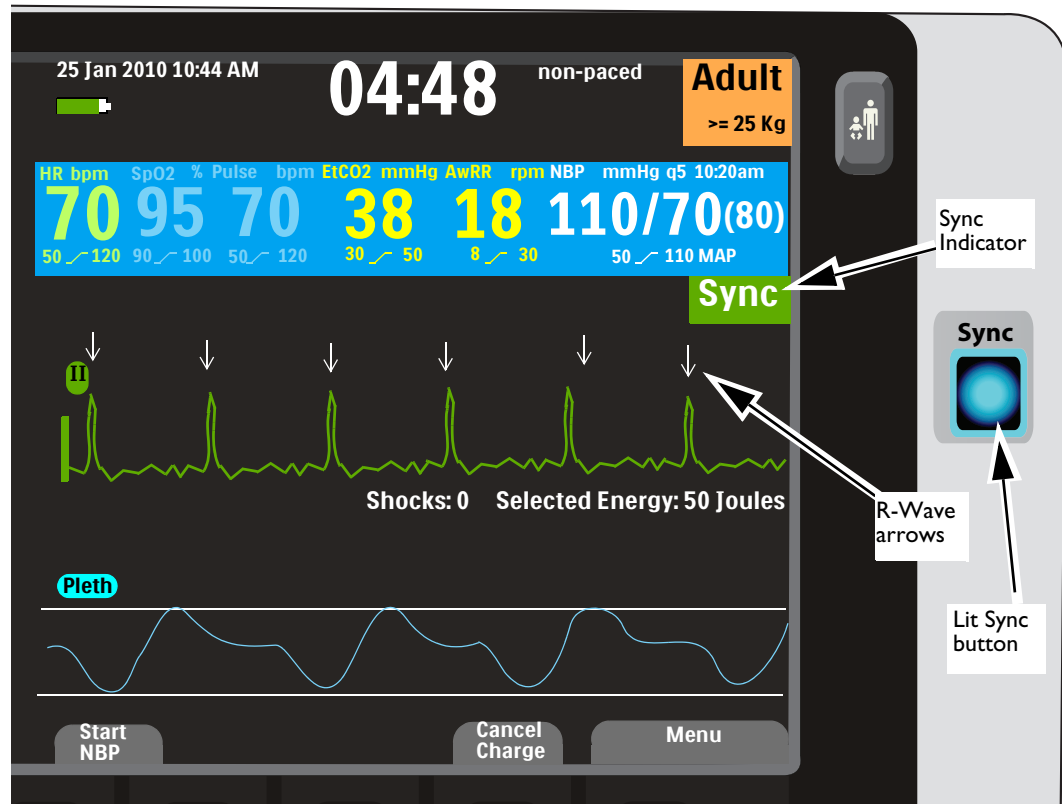 25 Jan 2010 10:44 AM
04:48
non-paced
Adult
>= 25 Kg
HR bpm SpO2 % Pulse bpm EtCO2 mmHg AwRR rpm NBP mmHg q5 10:20am
70 95 70 38 18 110/70(80)
50 120 90 100 50 120 30 50 8 30 50 110 MAP
Sync
Sync
Indicator
Sync
II
Shocks: 0 Selected Energy: 50 Joules
R-Wave
arrows
Pleth
Lit Sync
button
Start
NBP
Cancel
Charge
Menu